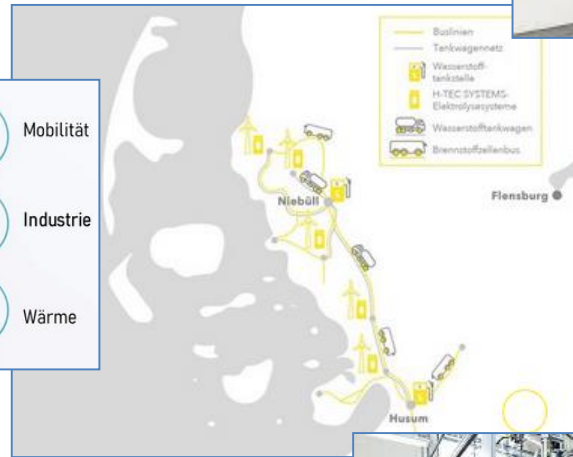 Mobilität
Industrie
Wärme
Buslinien
Tankwagennetz
Wasserstoff-
tankstelle
H-TEC SYSTEMS-
Elektrolysesysteme
Wasserstofftankwagen
Brennstoffzellenbus
Flensburg
Niebüll
Husum